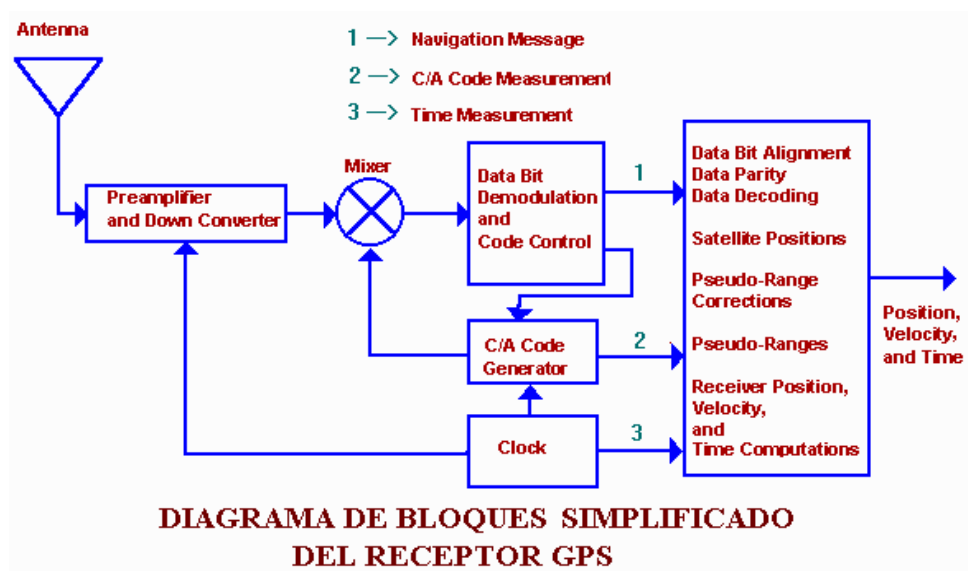 Antenna
1 —> Navigation Message
2 —> C/A Code Measurement
3 —> Time Measurement
Preamplifier
and Down Converter
Mixer
Data Bit
Demodulation
and
Code Control
1
C/A Code
Generator
2
Clock
3
Data Bit Alignment
Data Parity
Data Decoding
Satellite Positions
Pseudo-Range
Corrections
Pseudo-Ranges
Receiver Position,
Velocity,
and
Time Computations
Position,
Velocity,
and Time
DIAGRAMA DE BLOQUES SIMPLIFICADO
DEL RECEPTOR GPS